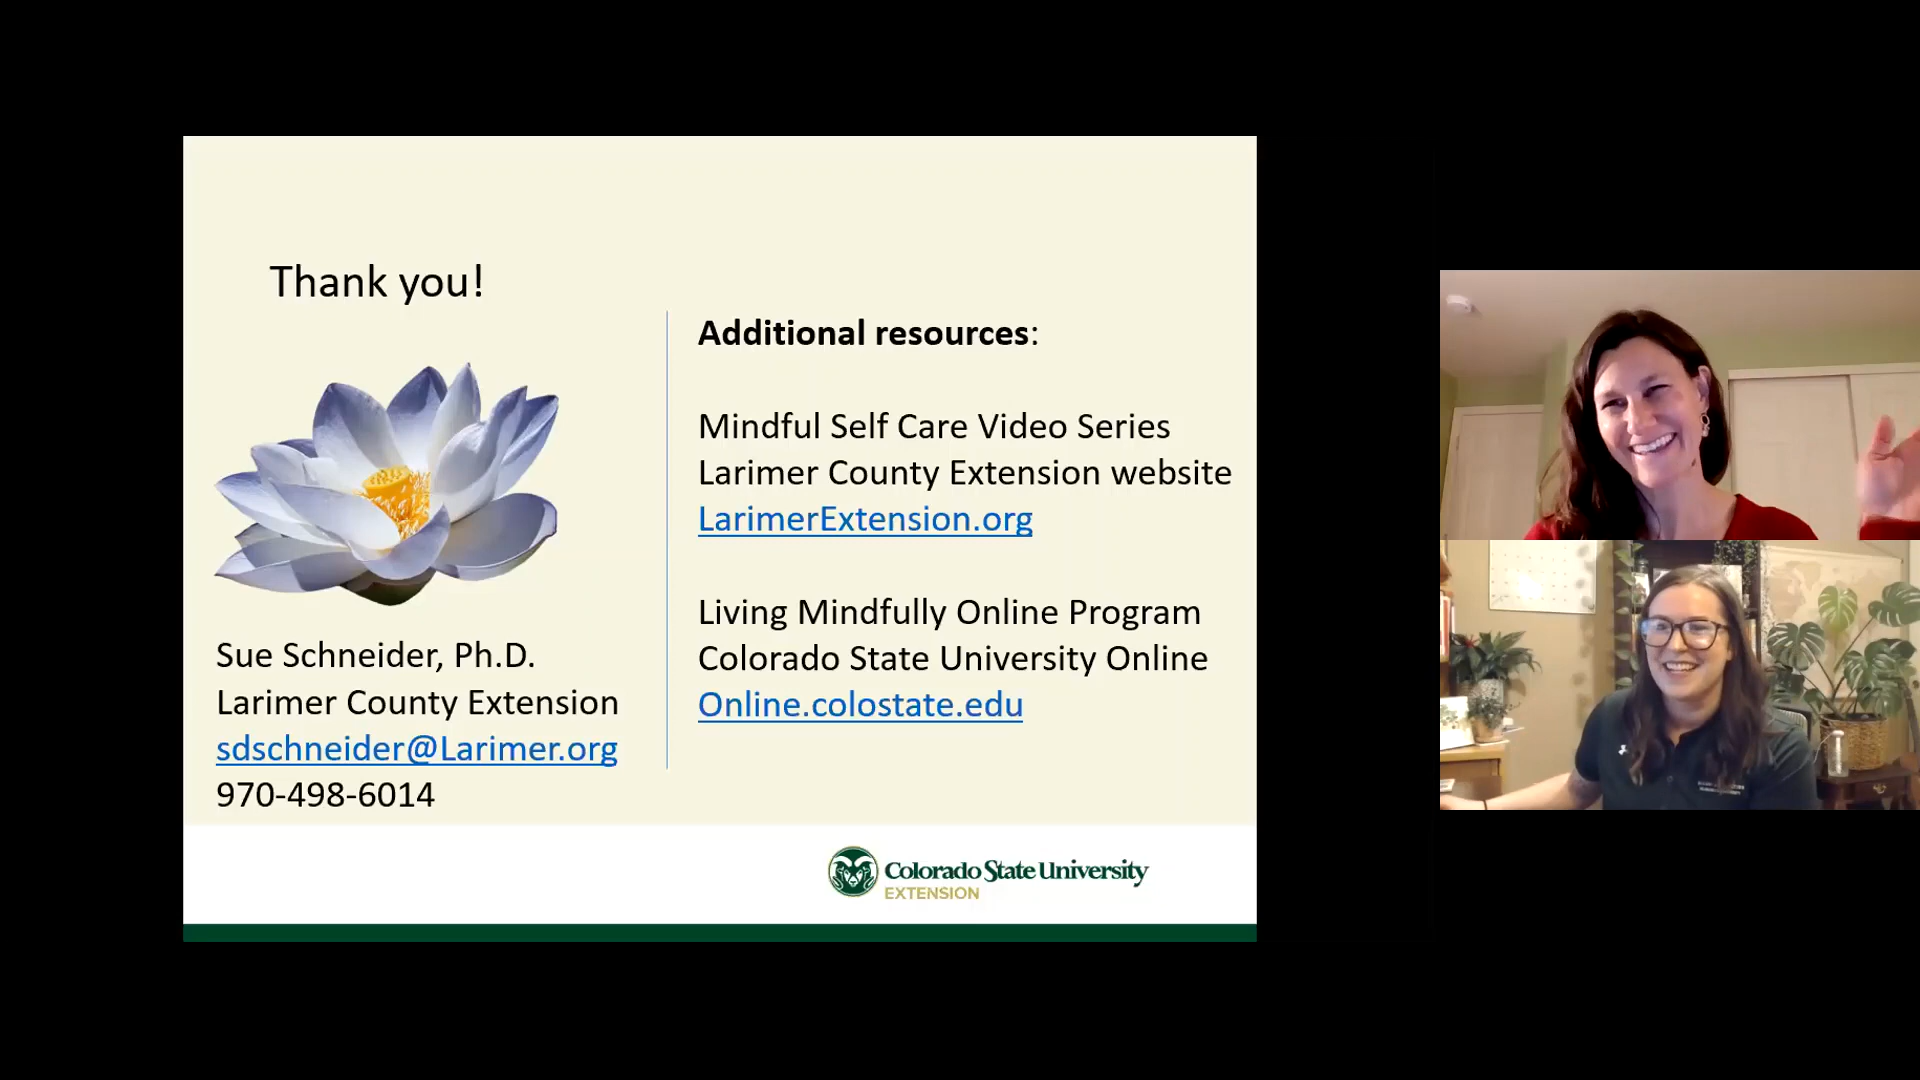 Thank you!
Sue Schneider, Ph.D.
Larimer County Extension
sdschneider@Larimer.org
970-498-6014
Additional resources:
Mindful Self Care Video Series
Larimer County Extension website
LarimerExtension.org
Living Mindfully Online Program
Colorado State University Online
Online.colostate.edu
Colorado State University
EXTENSION